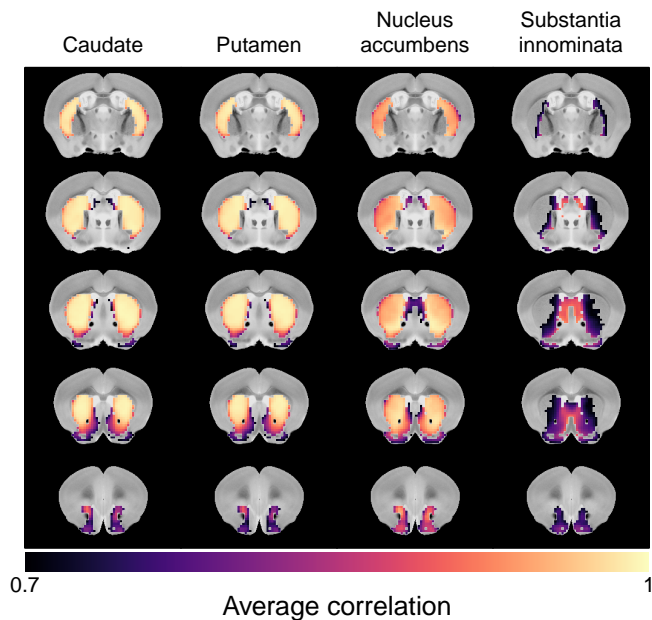 Caudate
Putamen
Nucleus
accumbens
Substantia
innominata
0.7
1
Average correlation